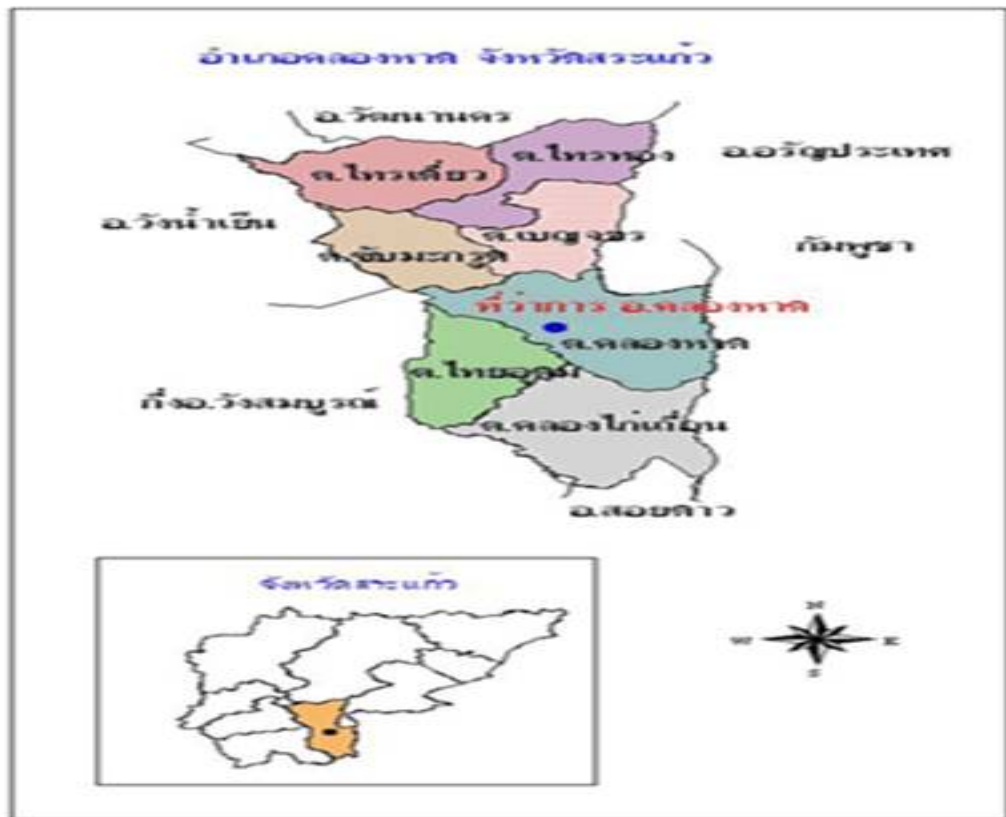 อำเภอคลองหาด จังหวัดสระแก้ว
อ.วัฒนานคร
ต.ไทรทอง
อ.อรัญประเทศ
ต.ไทรเดี่ยว
อ.วังน้ำเย็น
ต.เบญจขร
กัมพูชา
ต.ซับมะกรูด
ที่ว่าการ อ.คลองหาด
ต.คลองหาด
ต.ไทยอุดม
กิ่งอ.วังสมบูรณ์
ต.คลองไก่เถื่อน
อ.สอยดาว
จังหวัดสระแก้ว
N
W
E
S